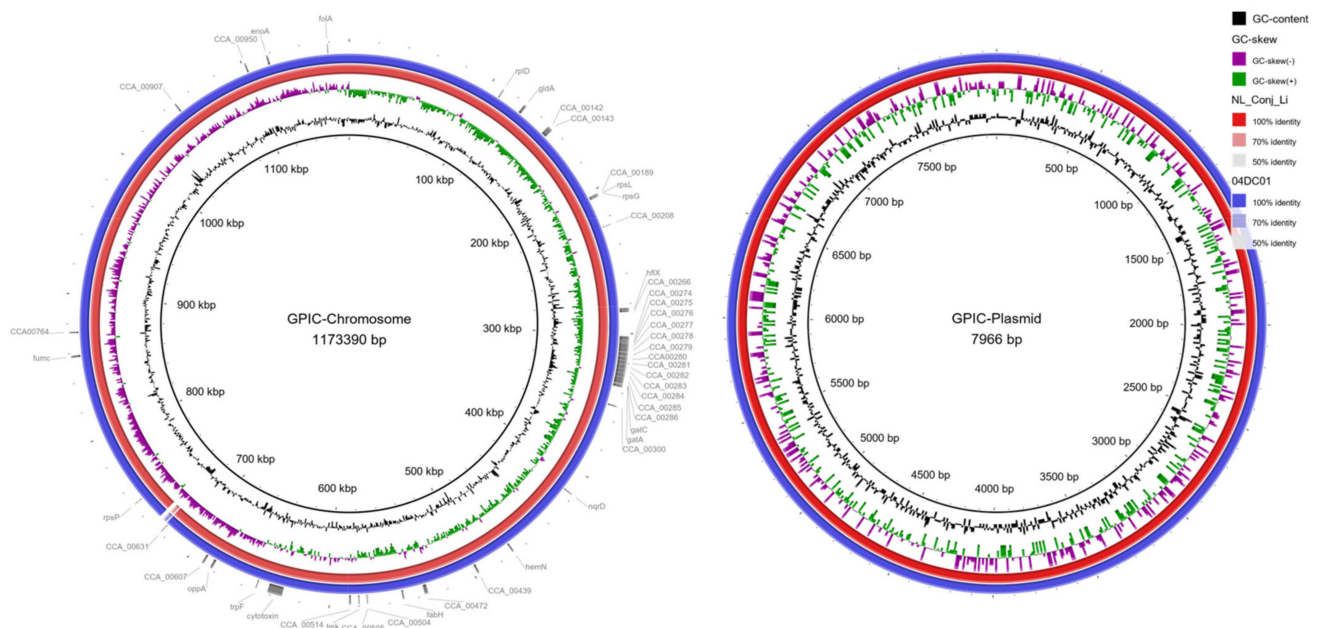 folA
enoA
CCA_00950
CCA_00907
rplD
gidA
CCA_00142
CCA_00143
CCA_00189
rpsL
rpsG
CCA_00208
hflX
CCA_00266
CCA_00274
CCA_00275
CCA_00276
CCA_00277
CCA_00278
CCA_00279
CCA00280
CCA_00281
CCA_00282
CCA_00283
CCA_00284
CCA_00285
CCA_00286
gatC
gatA
CCA_00300
nqrD
hemN
CCA_00439
CCA_00472
fabH
CCA_00504
CCA_00514
cytotoxin
trpF
oppA
CCA_00607
CCA_00631
rpsP
fumc
CCA00764
1100 kbp
100 kbp
1000 kbp
200 kbp
900 kbp
300 kbp
800 kbp
400 kbp
700 kbp
500 kbp
600 kbp
GPIC-Chromosome
1173390 bp
7500 bp
500 bp
7000 bp
1000 bp
6500 bp
1500 bp
6000 bp
2000 bp
5500 bp
2500 bp
5000 bp
3000 bp
4500 bp
3500 bp
4000 bp
GPIC-Plasmid
7966 bp
GC-content
GC-skew
GC-skew(-)
GC-skew(+)
NL_Conj_Li
100% identity
70% identity
50% identity
04DC01
100% identity
70% identity
50% identity